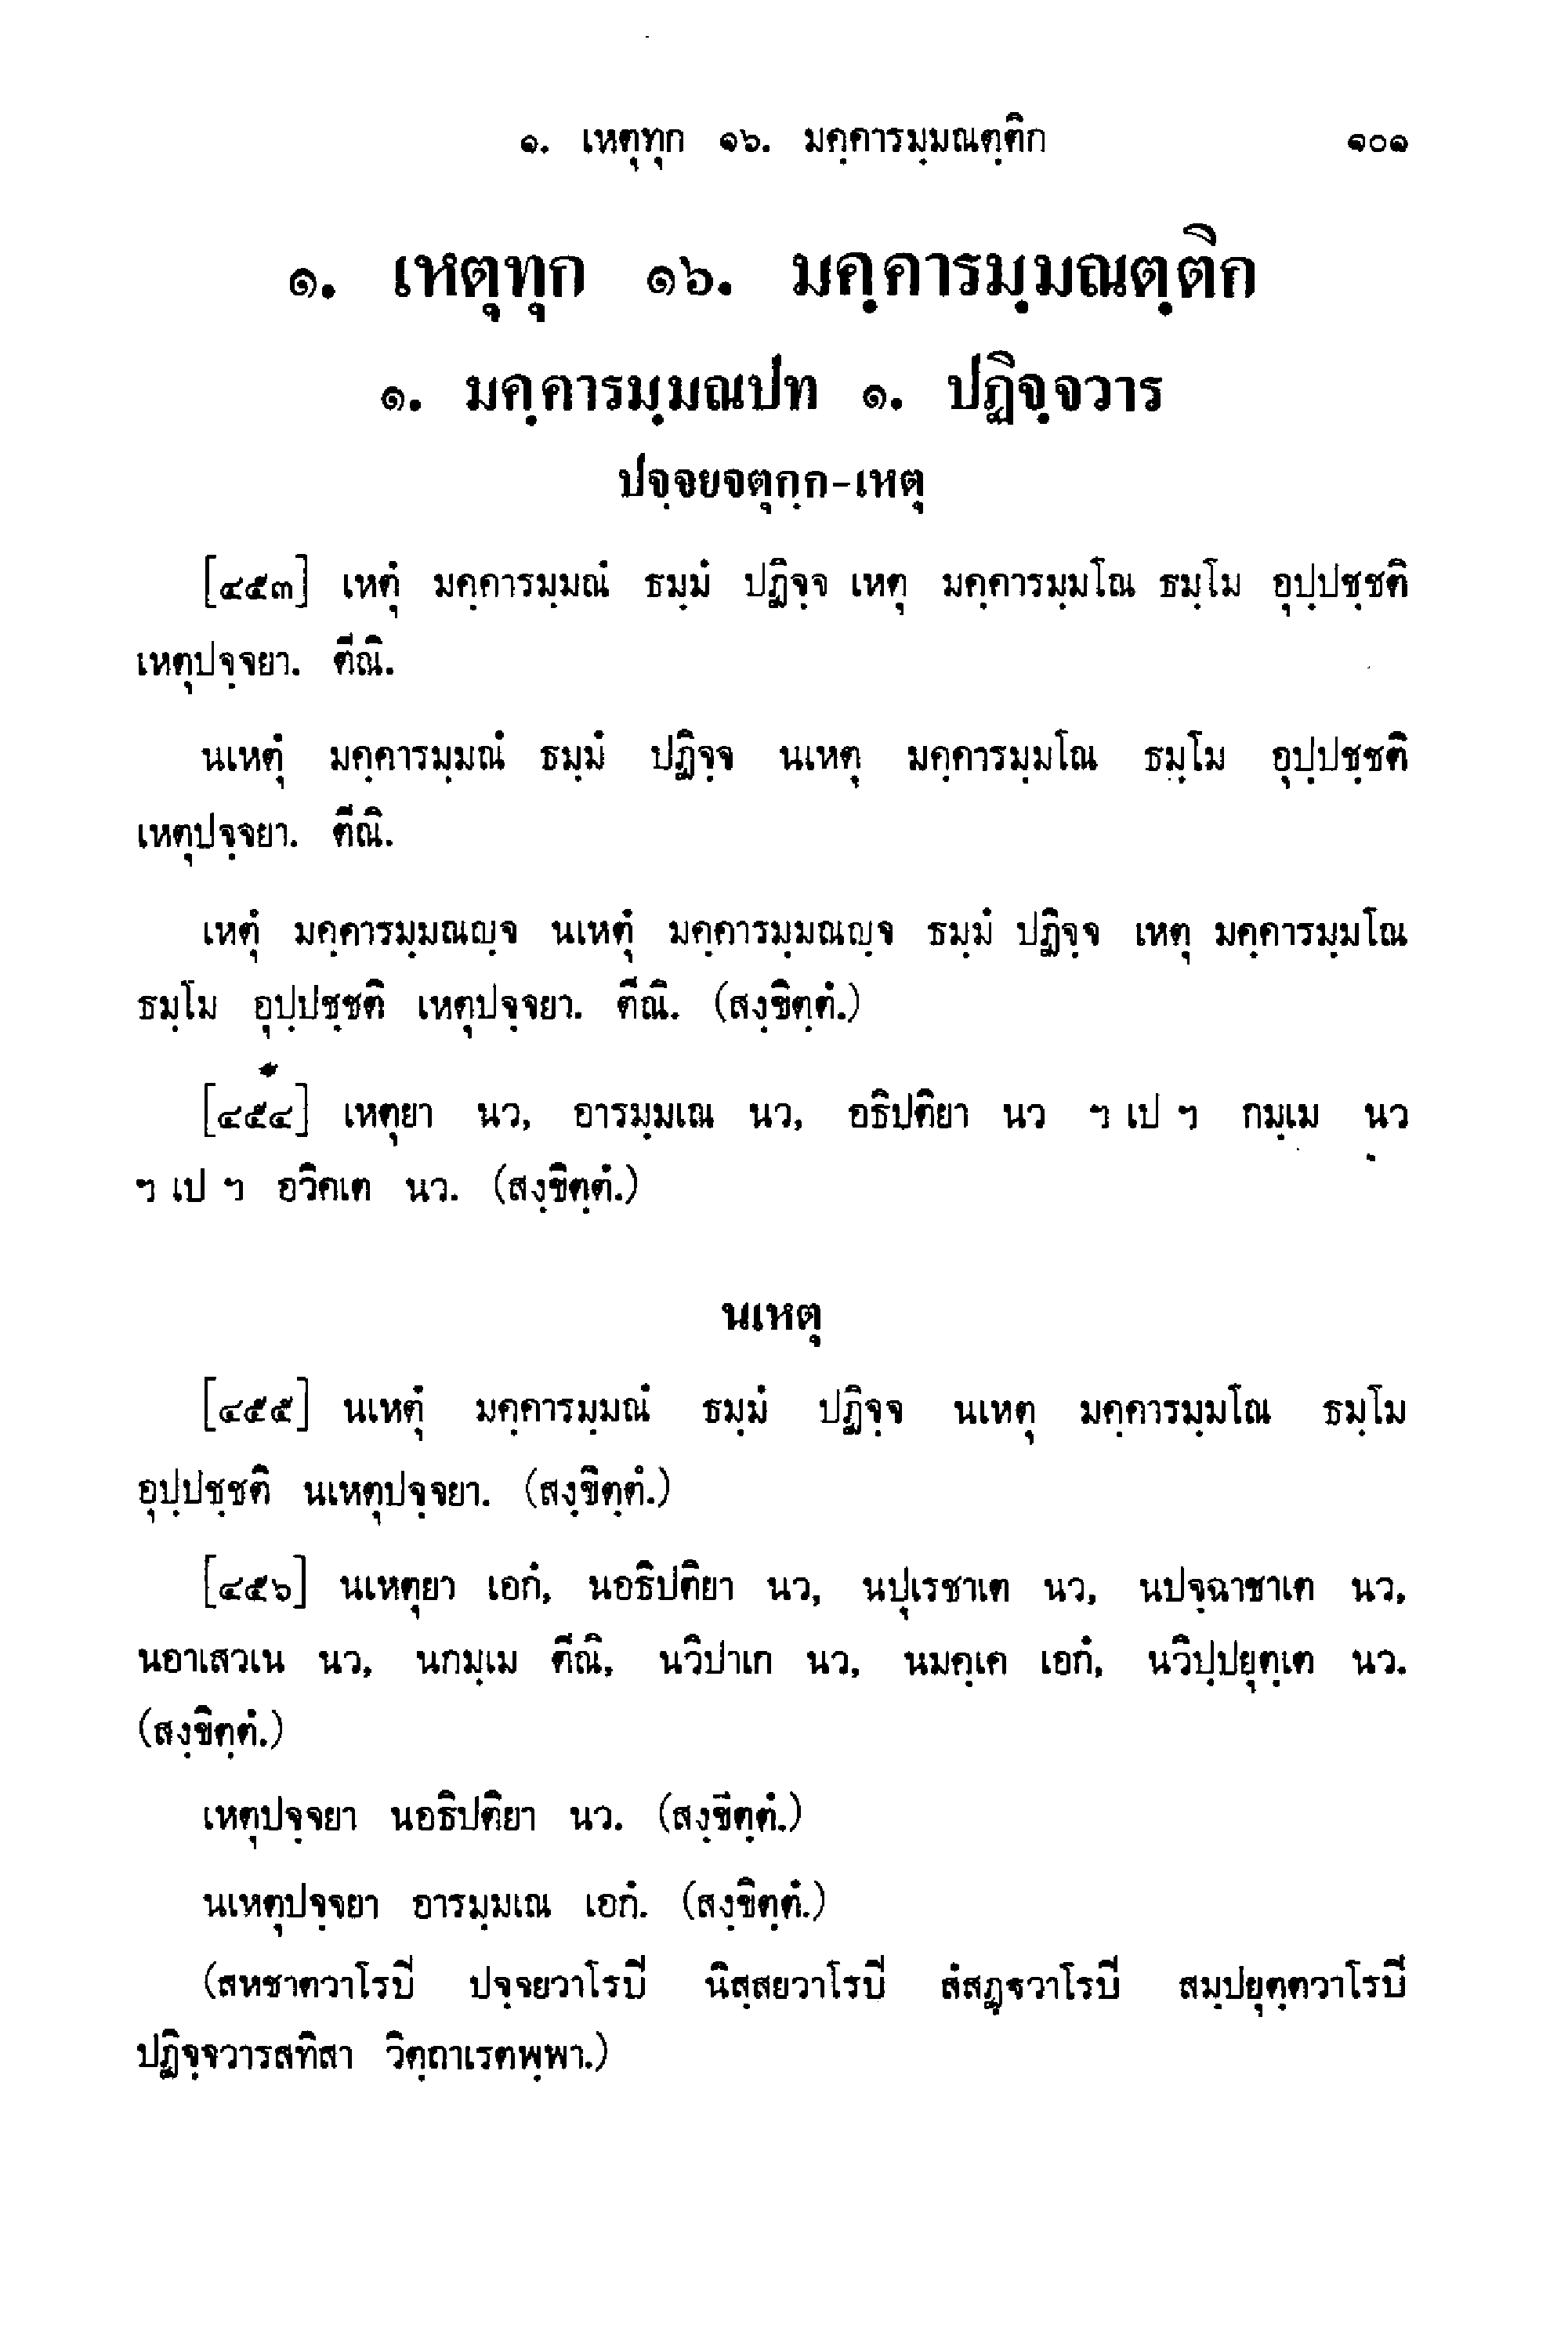 ๑. เหตุทุก ๑๖. มคฺคารมฺมณตฺติก ๑๐๑
๑. เหตุทุก ๑๖. มคฺคารมฺมณตฺติก
๑. มคฺคารมฺมณปท ๑. ปฏิจฺจวาร
ปจฺจยจตุกฺก-เหตุ
[๔๕๓] เหตุํ มคฺคารมฺมณํ ธมฺมํ ปฏิจฺจ เหตุ มคฺคารมฺมโณ ธมฺโม อุปฺปชฺชติ
เหตุปจฺจยา. ตีณิ.
นเหตุํ มคฺคารมฺมณํ ธมฺมํ ปฏิจฺจ นเหตุ มคฺคารมฺมโณ ธมฺโม อุปฺปชฺชติ
เหตุปจฺจยา. ตีณิ.
เหตุํ มคฺคารมฺมณญฺจ นเหตุํ มคฺคารมฺมณญฺจ ธมฺมํ ปฏิจฺจ เหตุ มคฺคารมฺมโณ
ธมฺโม อุปฺปชฺชติ เหตุปจฺจยา. ตีณิ. (สงฺขิตฺตํ.)
[๔๕๔] เหตุยา นว, อารมฺมเณ นว, อธิปติยา นว ฯ เป ฯ กมฺเม นว
ฯ เป ฯ อวิคเต นว. (สงฺขิตฺตํ.)
นเหตุ
[๔๕๕] นเหตุํ มคฺคารมฺมณํ ธมฺมํ ปฏิจฺจ นเหตุ มคฺคารมฺมโณ ธมฺโม
อุปฺปชฺชติ นเหตุปจฺจยา. (สงฺขิตฺตํ.)
[๔๕๖] นเหตุยา เอกํ, นอธิปติยา นว, นปุเรชาเต นว, นปจฺฉาชาเต นว,
นอาเสวเน นว, นกมฺเม ตีณิ, นวิปาเก นว, นมคฺเค เอกํ, นวิปฺปยุตฺเต นว.
(สงฺขิตฺตํ.)
เหตุปจฺจยา นอธิปติยา นว. (สงฺขิตฺตํ.)
นเหตุปจฺจยา อารมฺมเณ เอกํ. (สงฺขิตฺตํ.)
(สหชาตวาโรปิ ปจฺจยวาโรปิ นิสฺสยวาโรปิ สํสฏฺฐวาโรปิ สมฺปยุตฺตวาโรปิ
ปฏิจฺจวารสทิสา วิตฺถาเรตพฺพา.)